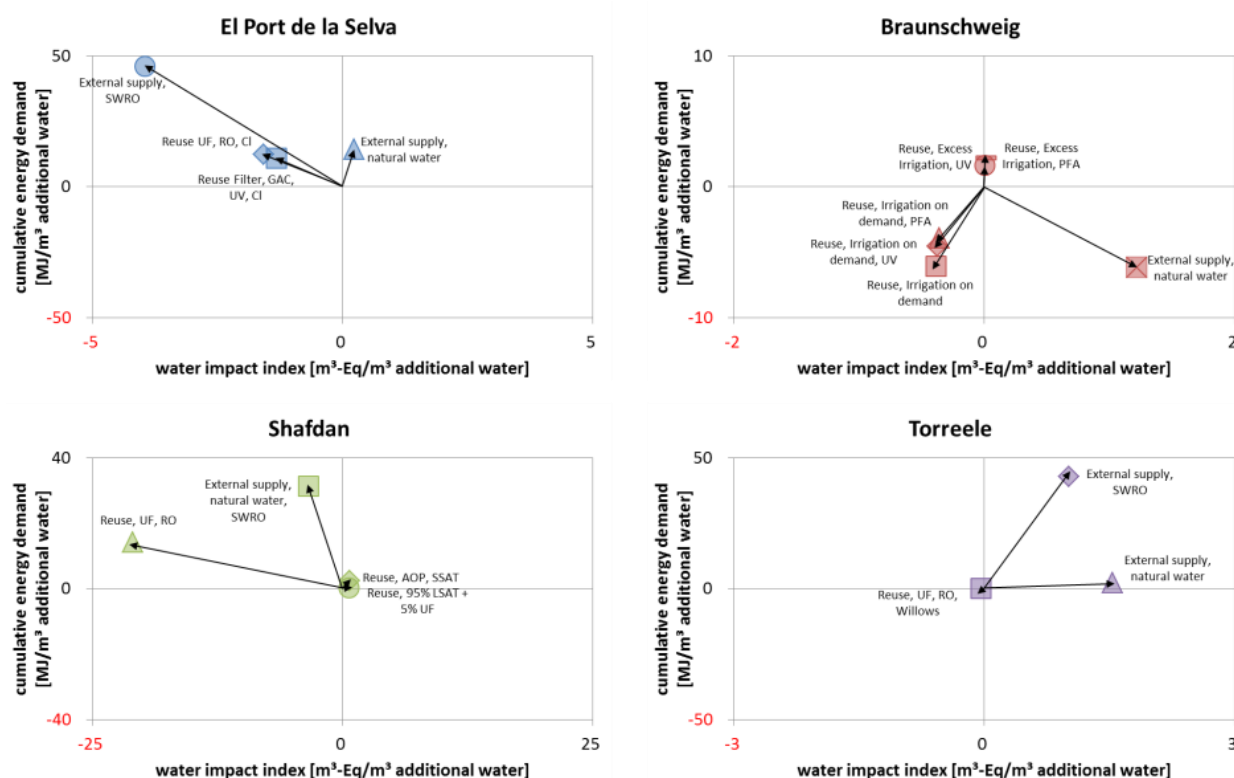 El Port de la Selva
cumulative energy demand
[MJ/m³ additional water]
50
0
-50
-5
0
5
External supply,
SWRO
Reuse UF, RO, Cl
External supply,
natural water
Reuse Filter, GAC,
UV, Cl
water impact index [m³-Eq/m³ additional water]
Braunschweig
cumulative energy demand
[MJ/m³ additional water]
10
0
-10
-2
0
2
Reuse, Excess
Irrigation, UV
Reuse, Excess
Irrigation, PFA
Reuse, Irrigation on
demand, PFA
Reuse, Irrigation on
demand, UV
Reuse, Irrigation on
demand
External supply,
natural water
water impact index [m³-Eq/m³ additional water]
Shafdan
cumulative energy demand
[MJ/m³ additional water]
40
0
-40
-25
0
25
External supply,
natural water,
SWRO
Reuse, UF, RO
Reuse, AOP, SSAT
Reuse, 95% LSAT +
5% UF
water impact index [m³-Eq/m³ additional water]
Torreele
cumulative energy demand
[MJ/m³ additional water]
50
0
-50
-3
0
3
External supply,
SWRO
External supply,
natural water
Reuse, UF, RO,
Willows
water impact index [m³-Eq/m³ additional water]